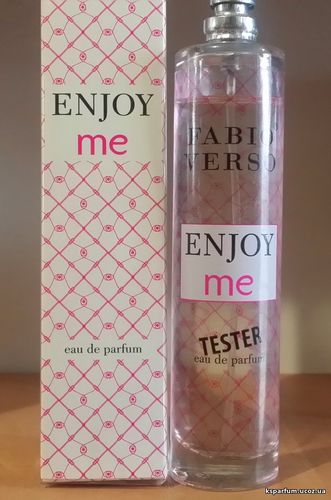 ENJOY
me
eau de parfum
FABIO
VERSO
ENJOY
me
TESTER
eau de parfum
ksparfum.ucoz.ua